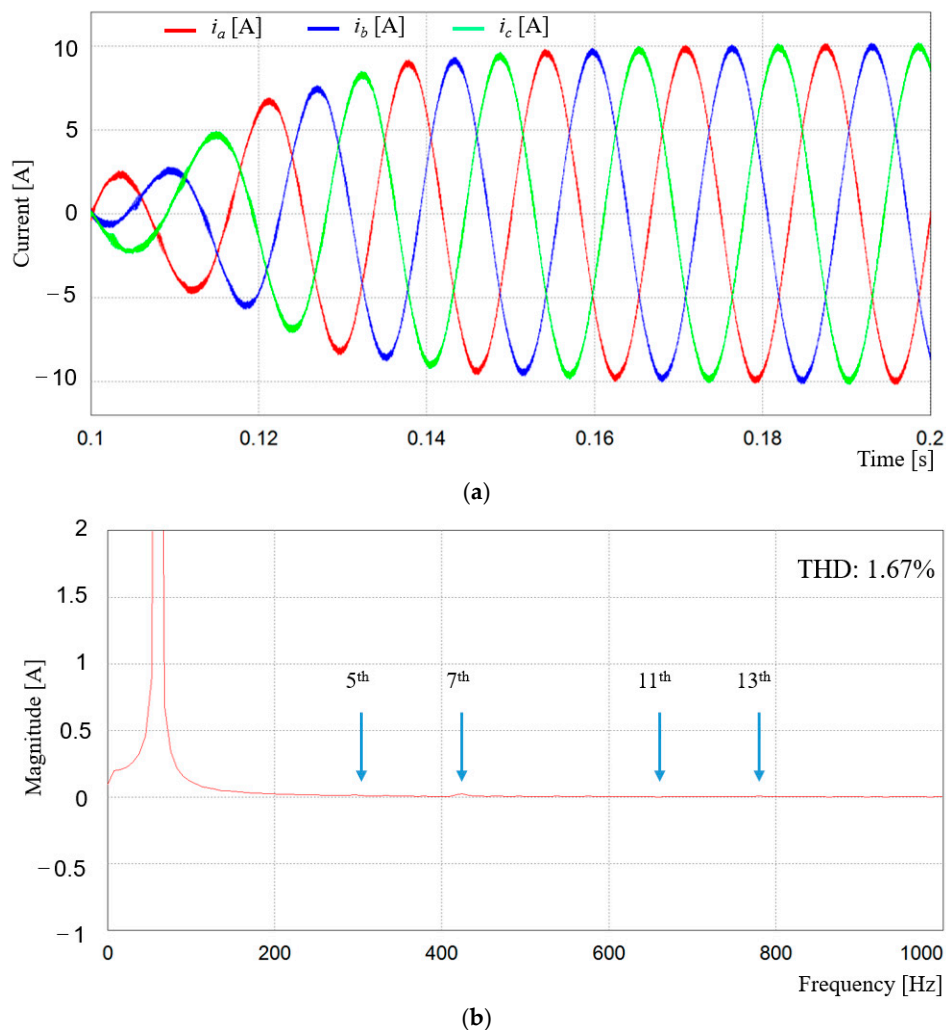 i_a [A] i_b [A] i_c [A]
10
5
0
−5
−10
Current [A]
0.1 0.12 0.14 0.16 0.18 0.2
Time [s]
(a)
2
1.5
1
0.5
0
−0.5
−1
Magnitude [A]
THD: 1.67%
5th 7th 11th 13th
0 200 400 600 800 1000
Frequency [Hz]
(b)